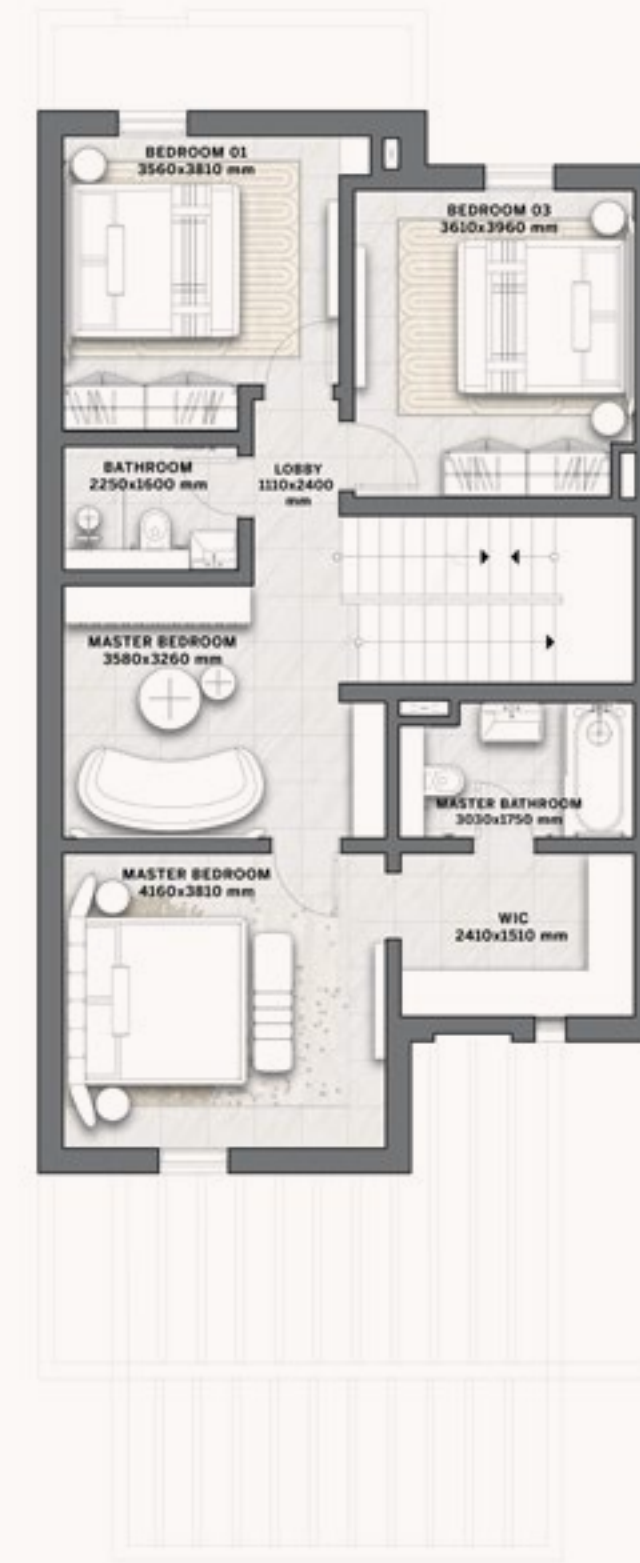 BEDROOM 01
3560x3810 mm
BEDROOM 03
3610x3960 mm
BATHROOM
2250x1600 mm
LOBBY
1110x2400
mm
MASTER BEDROOM
3580x3260 mm
MASTER BATHROOM
3030x1750 mm
MASTER BEDROOM
4160x3810 mm
WIC
2410x1510 mm